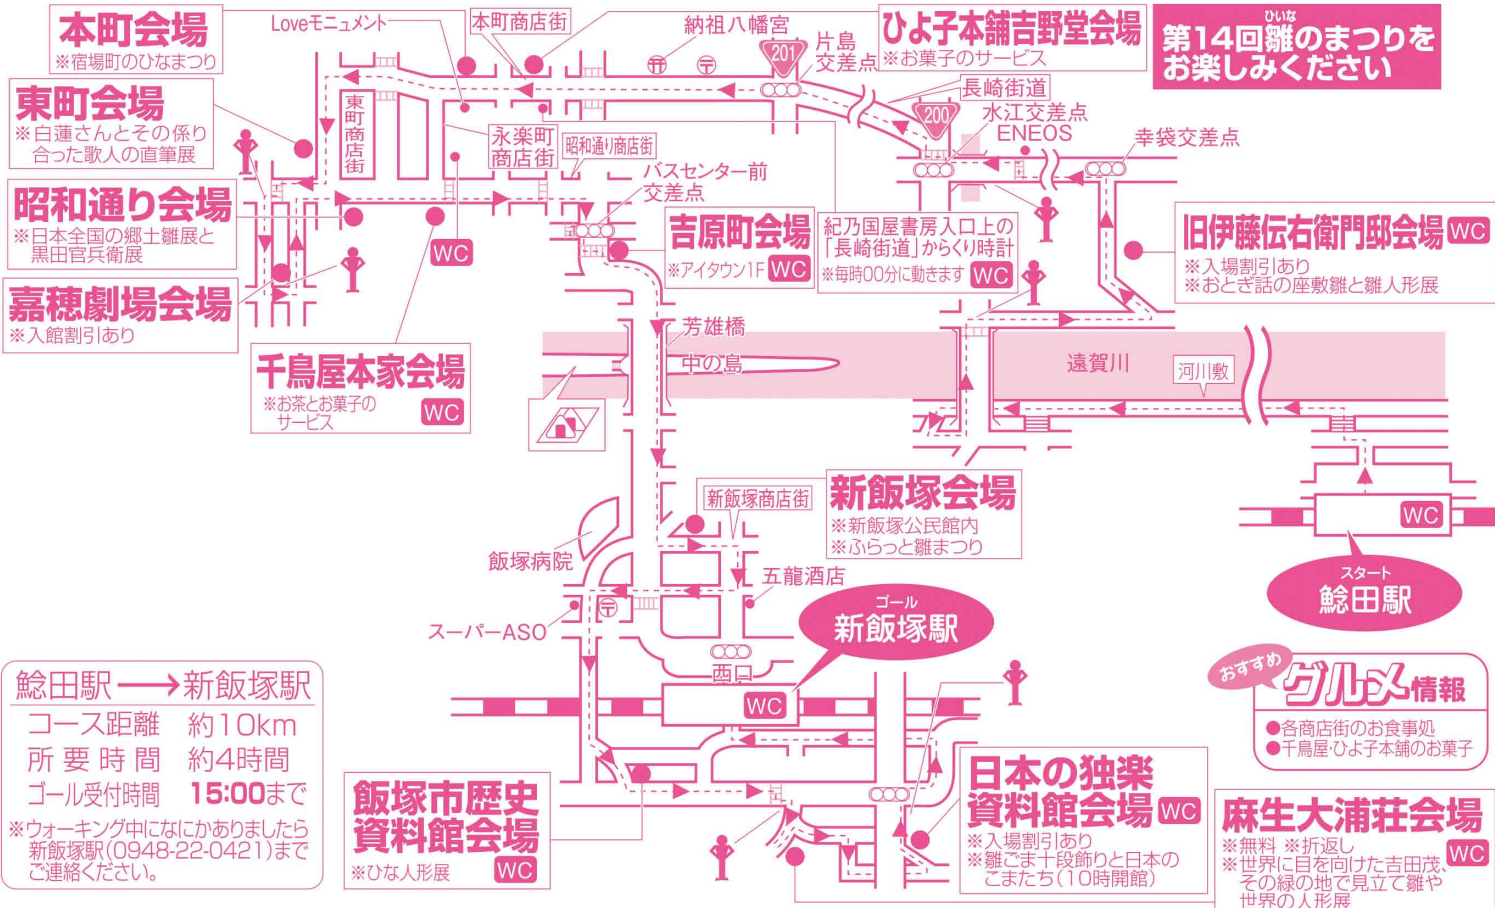 本町会場
※宿場町のひなまつり
Loveモニュメント
本町商店街
納祖八幡宮
201
片島
交差点
ひよ子本舗吉野堂会場
※お菓子のサービス
ひいな
第14回雛のまつりを
お楽しみください
東町会場
※白蓮さんとその係り
合った歌人の直筆展
東町商店街
永楽町
商店街
昭和通り商店街
長崎街道
200
水江交差点
ENEOS
幸袋交差点
バスセンター前
交差点
昭和通り会場
※日本全国の郷土雛展と
黒田官兵衛展
WC
吉原町会場
※アイタウン1F WC
紀乃国屋書房入口上の
「長崎街道」からくり時計
※毎時00分に動きます WC
旧伊藤伝右衛門邸会場 WC
※入場割引あり
※おとぎ話の座敷雛と雛人形展
嘉穂劇場会場
※入館割引あり
千鳥屋本家会場
※お茶とお菓子の
サービス
WC
芳雄橋
中の島
遠賀川
河川敷
新飯塚商店街
新飯塚会場
※新飯塚公民館内
※ふらっと雛まつり
飯塚病院
五龍酒店
スーパーASO
西口
WC
ゴール
新飯塚駅
WC
スタート
鯰田駅
鯰田駅→新飯塚駅
コース距離 約10km
所要時間 約4時間
ゴール受付時間 15:00まで
※ウォーキング中になにかありましたら
新飯塚駅(0948-22-0421)まで
ご連絡ください。
おすすめ
グルメ情報
●各商店街のお食事処
●千鳥屋・ひよ子本舗のお菓子
飯塚市歴史
資料館会場
※ひな人形展
WC
日本の独楽
資料館会場 WC
※入場割引あり
※雛ごま十段飾りと日本の
こまたち(10時開館)
麻生大浦荘会場
※無料 ※折返し
WC
※世界に目を向けた吉田茂、
その緑の地で見立て雛や
世界の人形展